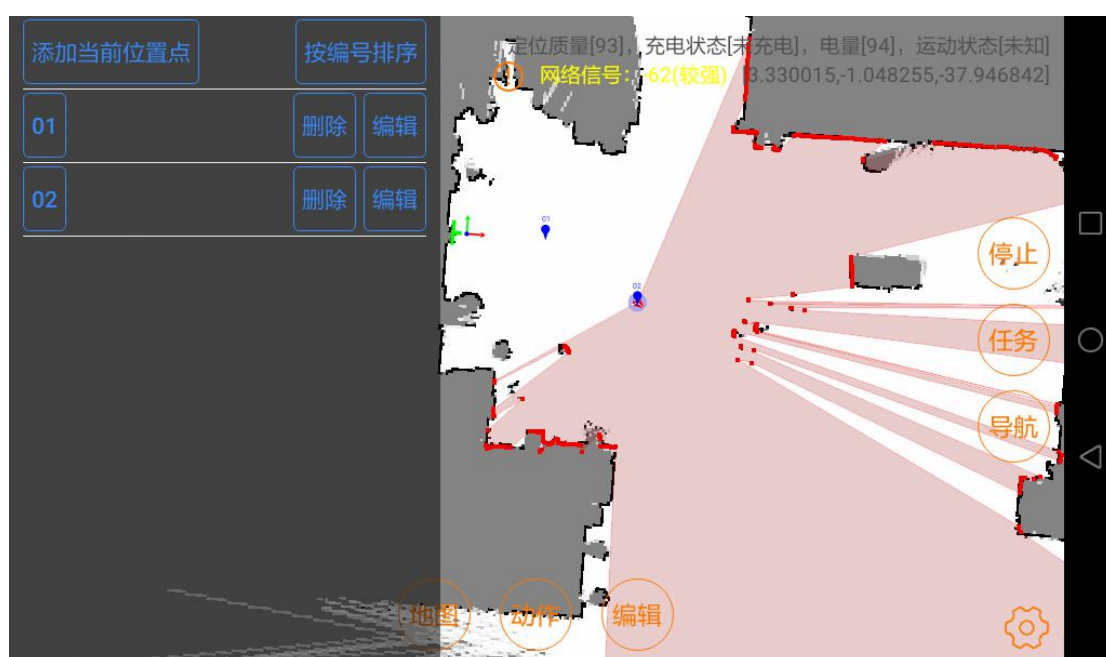 添加当前位置点 按编号排序
定位质量[93]，充电状态[未充电]，电量[94]，运动状态[未知]
网络信号：-62(较强) [3.330015,-1.048255,-37.946842]
01 删除 编辑
02 删除 编辑
01
02
停止
任务
导航
地图 动作 编辑